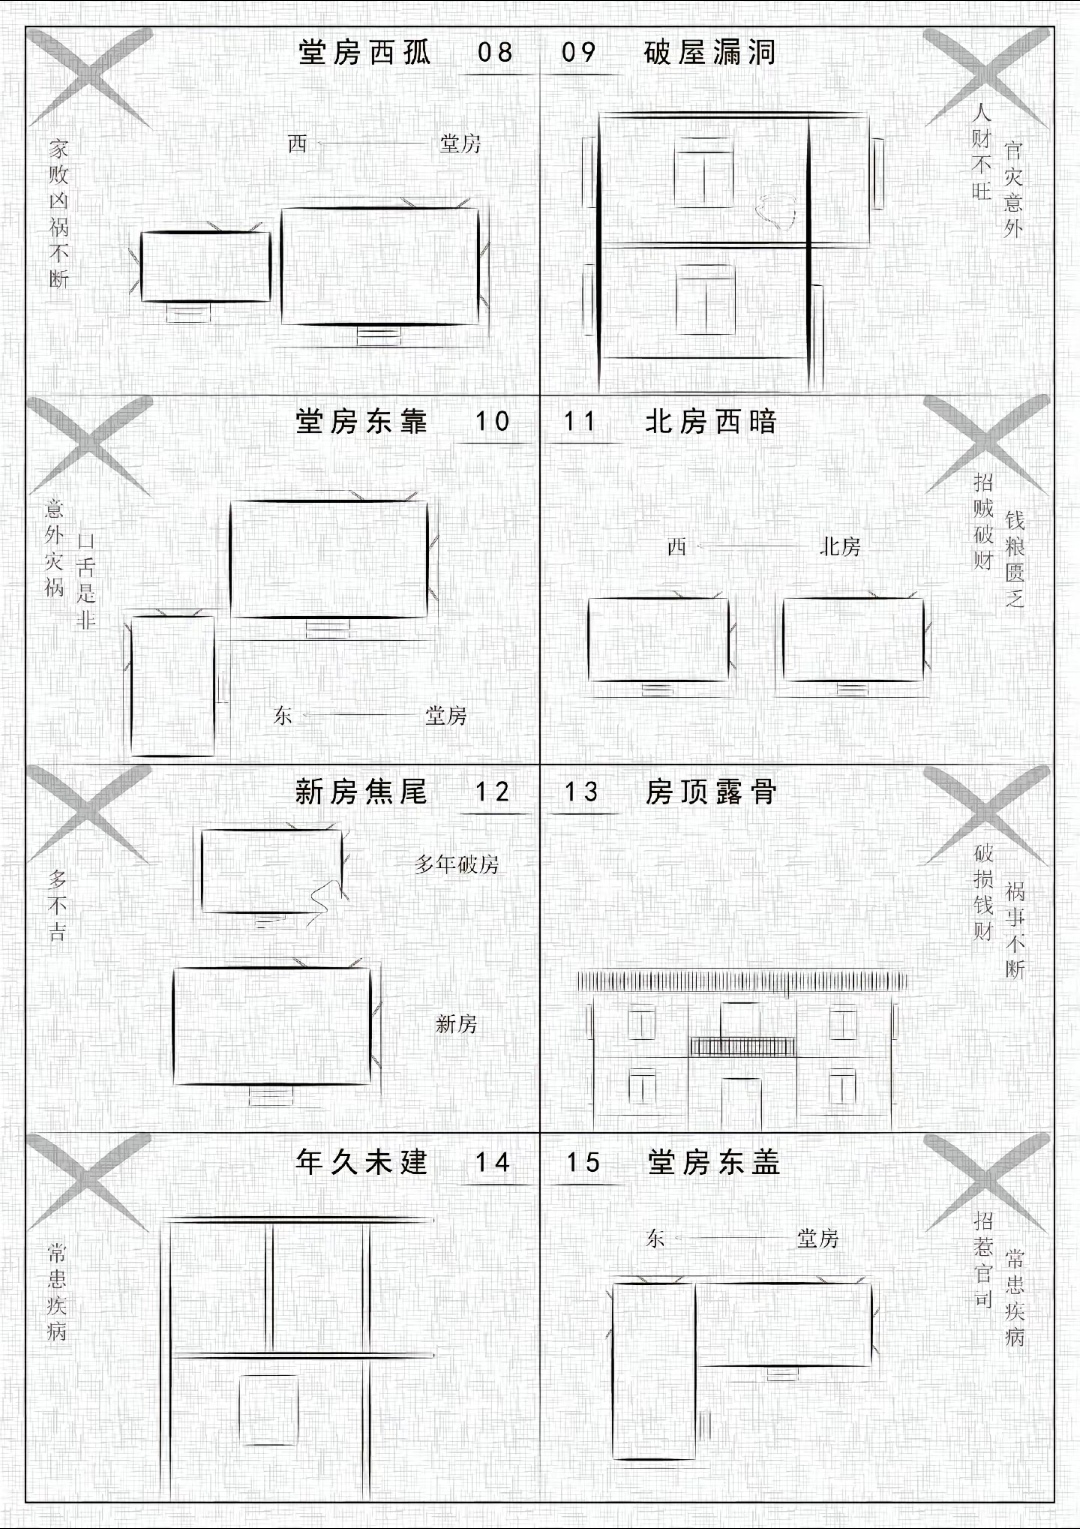 堂房西孤 08
西 堂房
家败凶祸不断
09 破屋漏洞
人财不旺
官灾意外
堂房东靠 10
意外灾祸
口舌是非
东 堂房
11 北房西暗
招贼破财
钱粮匮乏
西 北房
新房焦尾 12
多年破房
多不吉
新房
13 房顶露骨
破损钱财
祸事不断
年久未建 14
常患疾病
15 堂房东盖
招惹官司
常患疾病
东 堂房